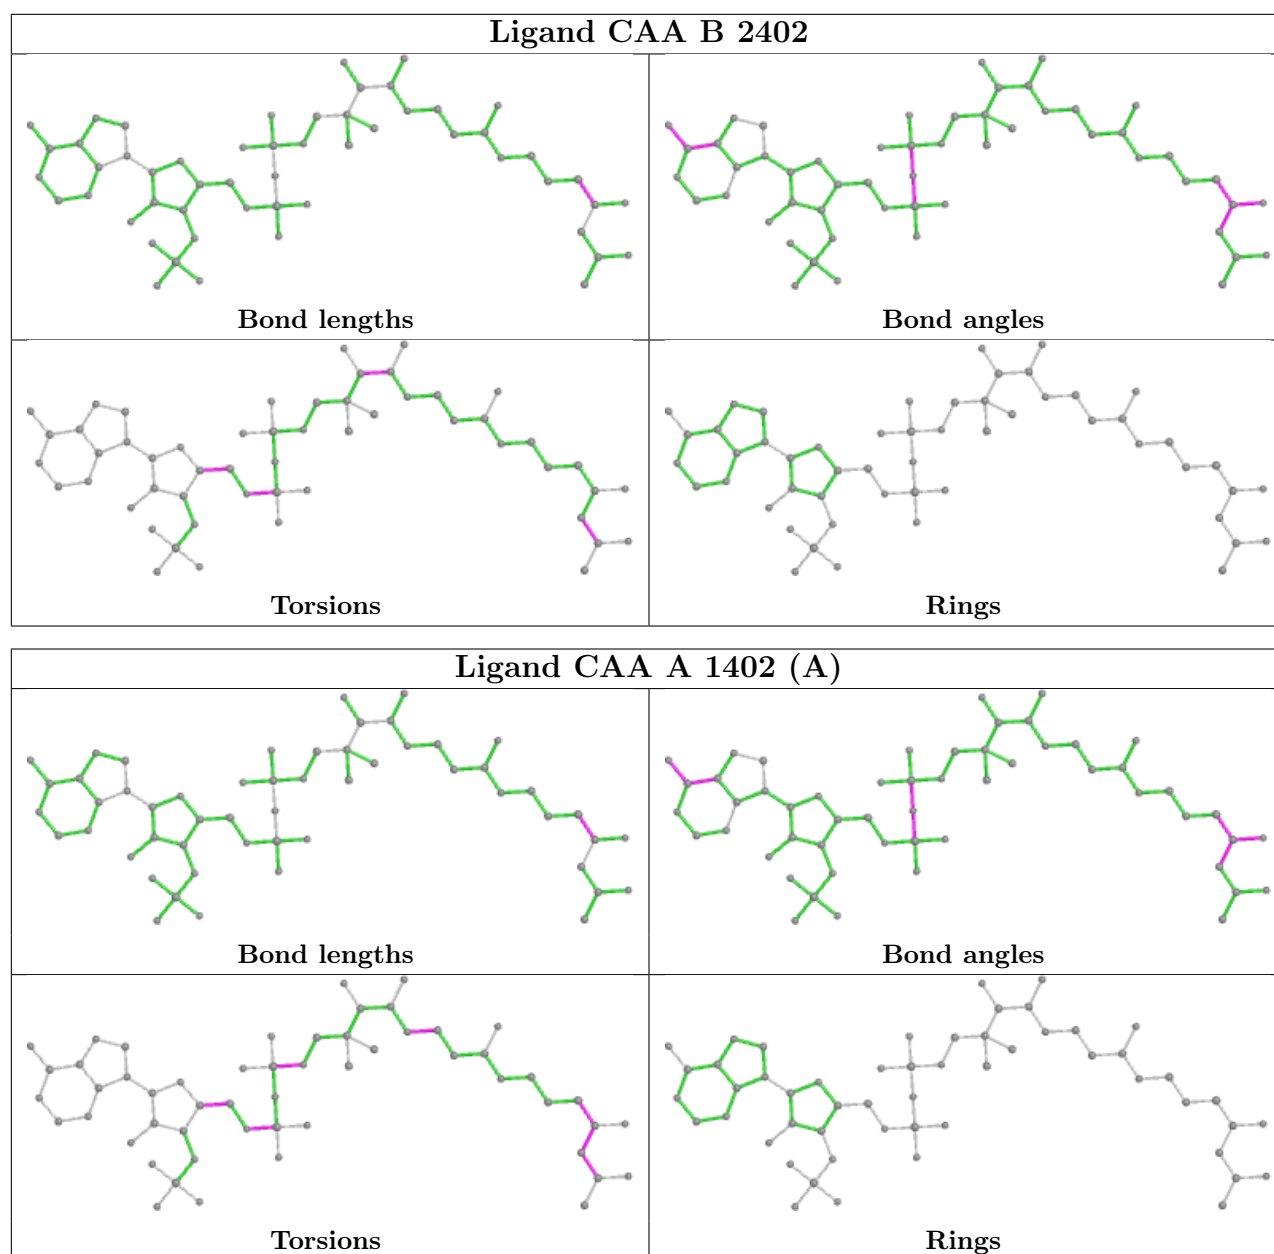 Ligand CAA B 2402
Bond lengths
Bond angles
Torsions
Rings
Ligand CAA A 1402 (A)
Bond lengths
Bond angles
Torsions
Rings